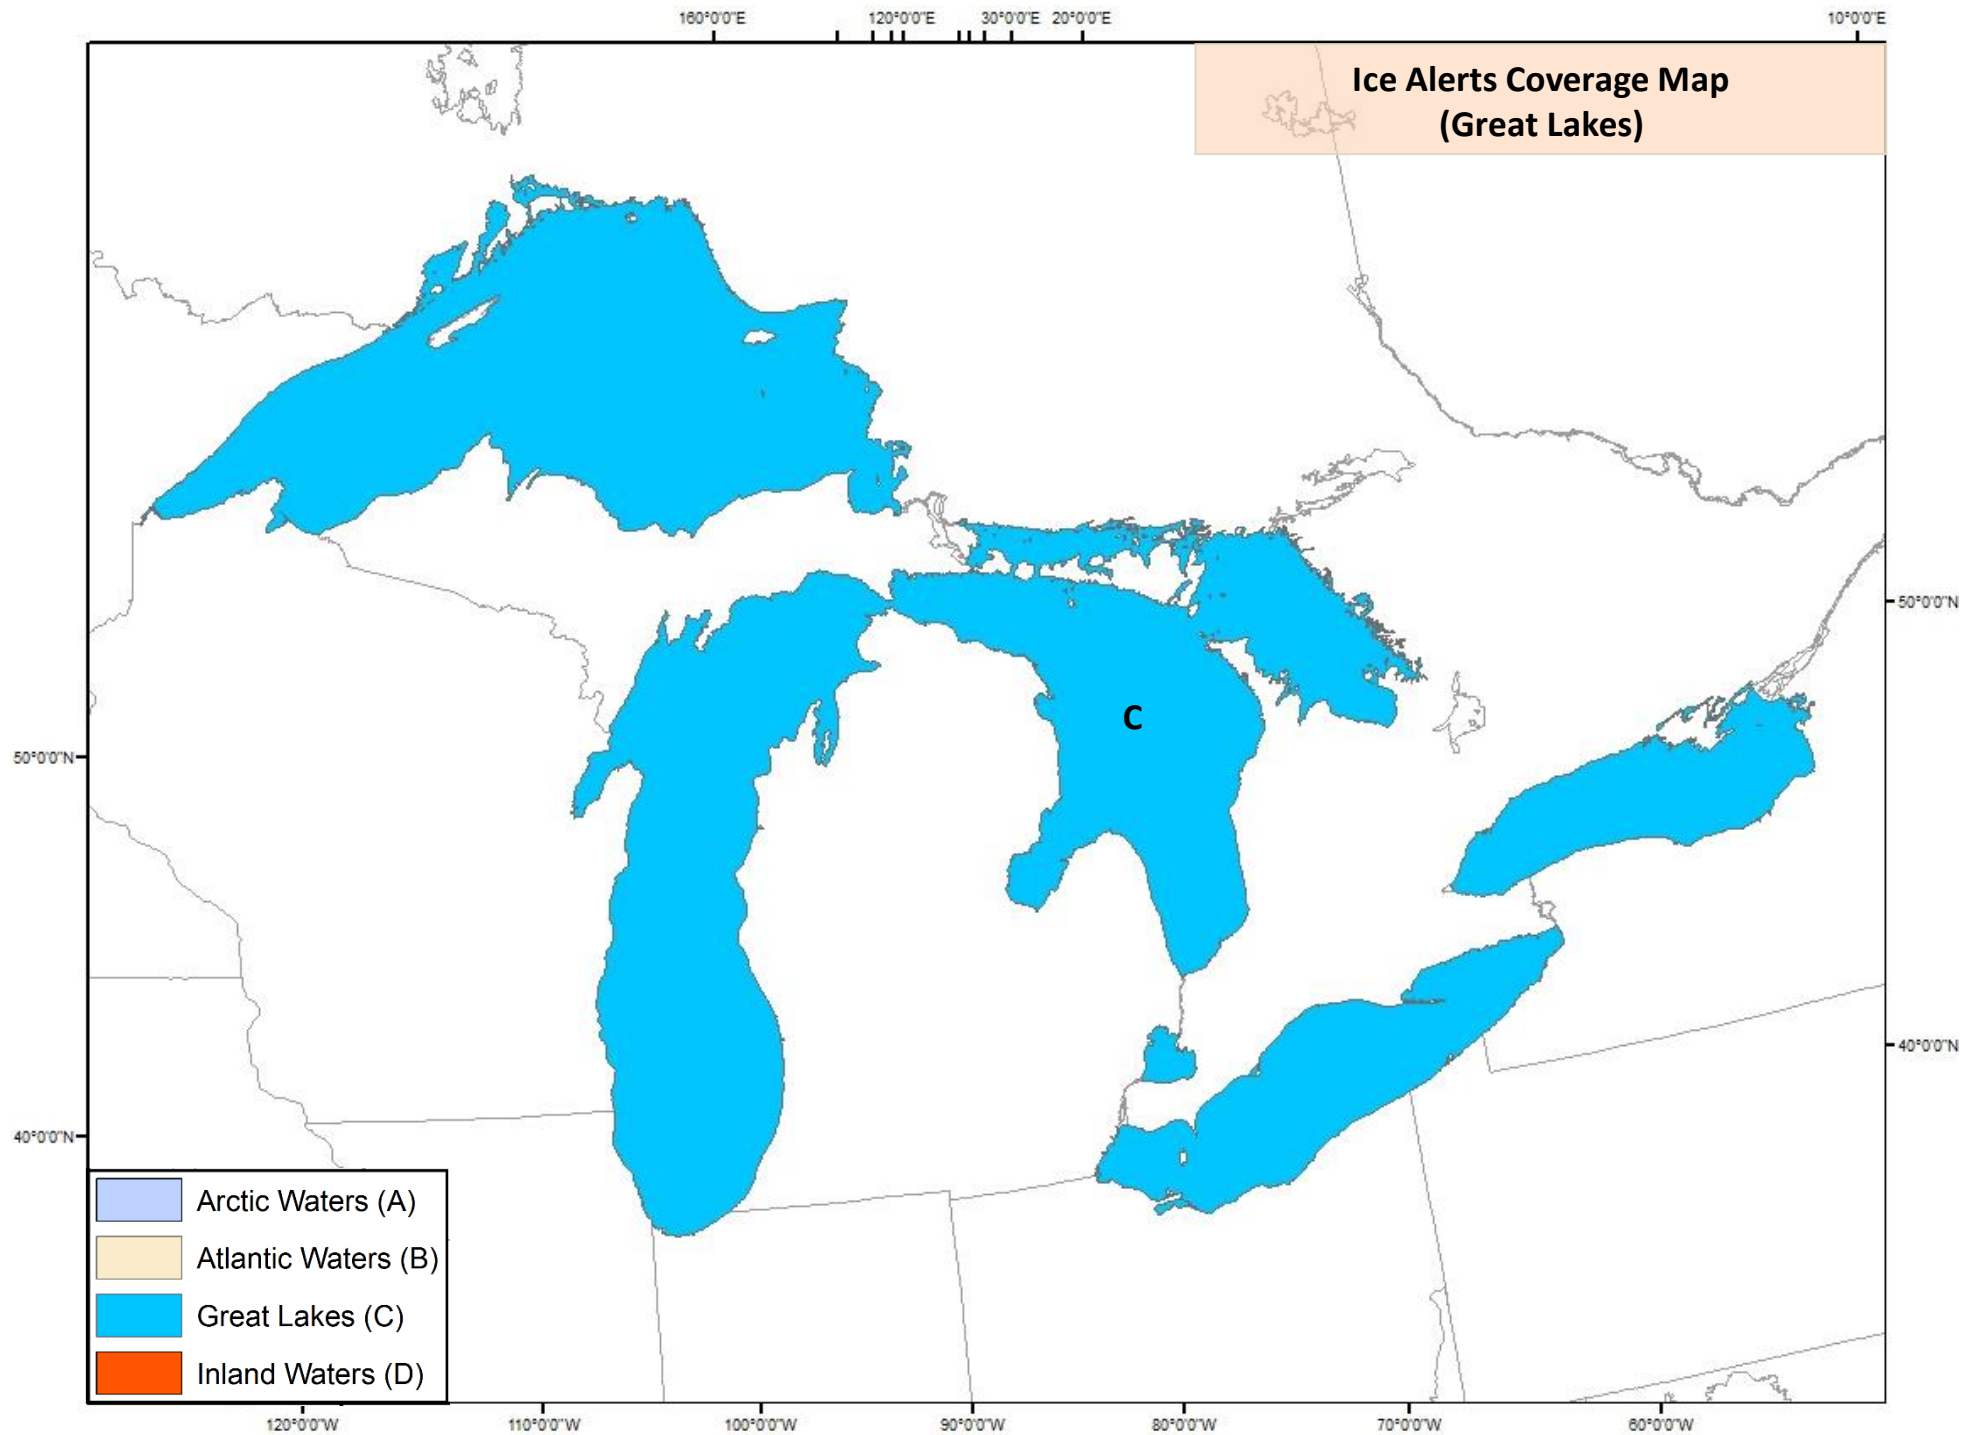 160°0'0"E 120°0'0"E 30°0'0"E 20°0'0"E 10°0'0"E
Ice Alerts Coverage Map
(Great Lakes)
50°0'0"N
C
50°0'0"N
40°0'0"N
40°0'0"N
Arctic Waters (A)
Atlantic Waters (B)
Great Lakes (C)
Inland Waters (D)
120°0'0"W 110°0'0"W 100°0'0"W 90°0'0"W 80°0'0"W 70°0'0"W 60°0'0"W